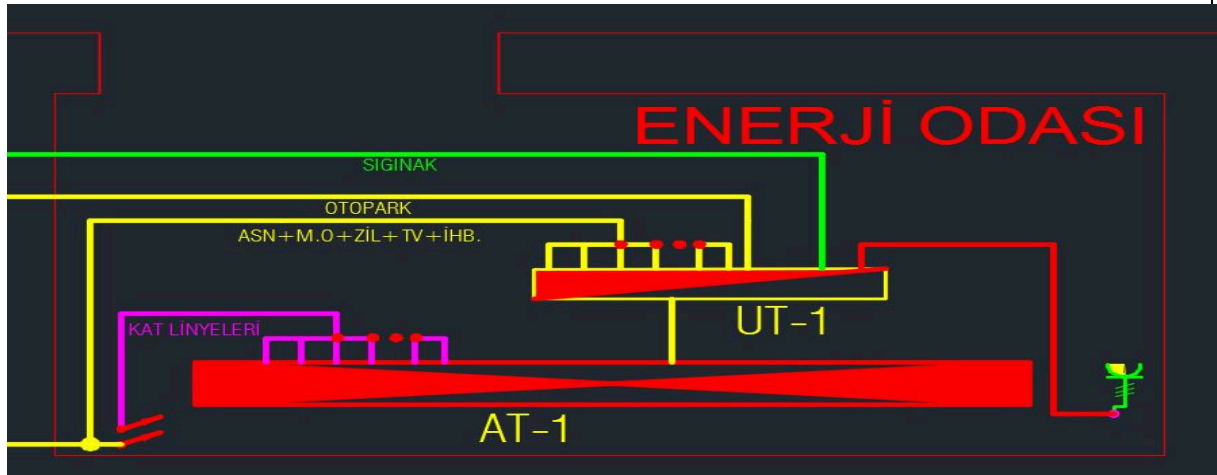 ENERJİ ODASI
SIGINAK
OTOPARK
ASN+M.O+ZİL+TV+İHB.
UT-1
KAT LİNYELERİ
AT-1